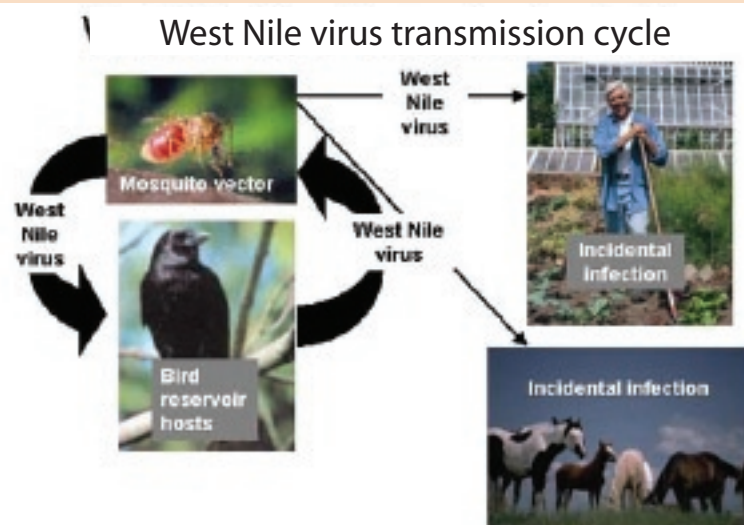 West Nile virus transmission cycle
West
Nile
virus
Mosquito vector
West
Nile
virus
West Nile
virus
Incidental
infection
Bird
reservoir
hosts
Incidental infection